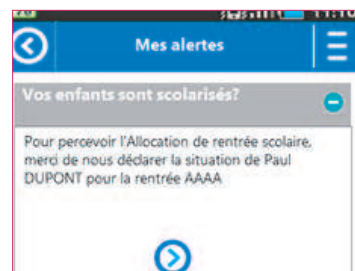 Mes alertes
Vos enfants sont scolarisés?
Pour percevoir l'Allocation de rentrée scolaire,
merci de nous déclarer la situation de Paul
DUPONT pour la rentrée AAAA